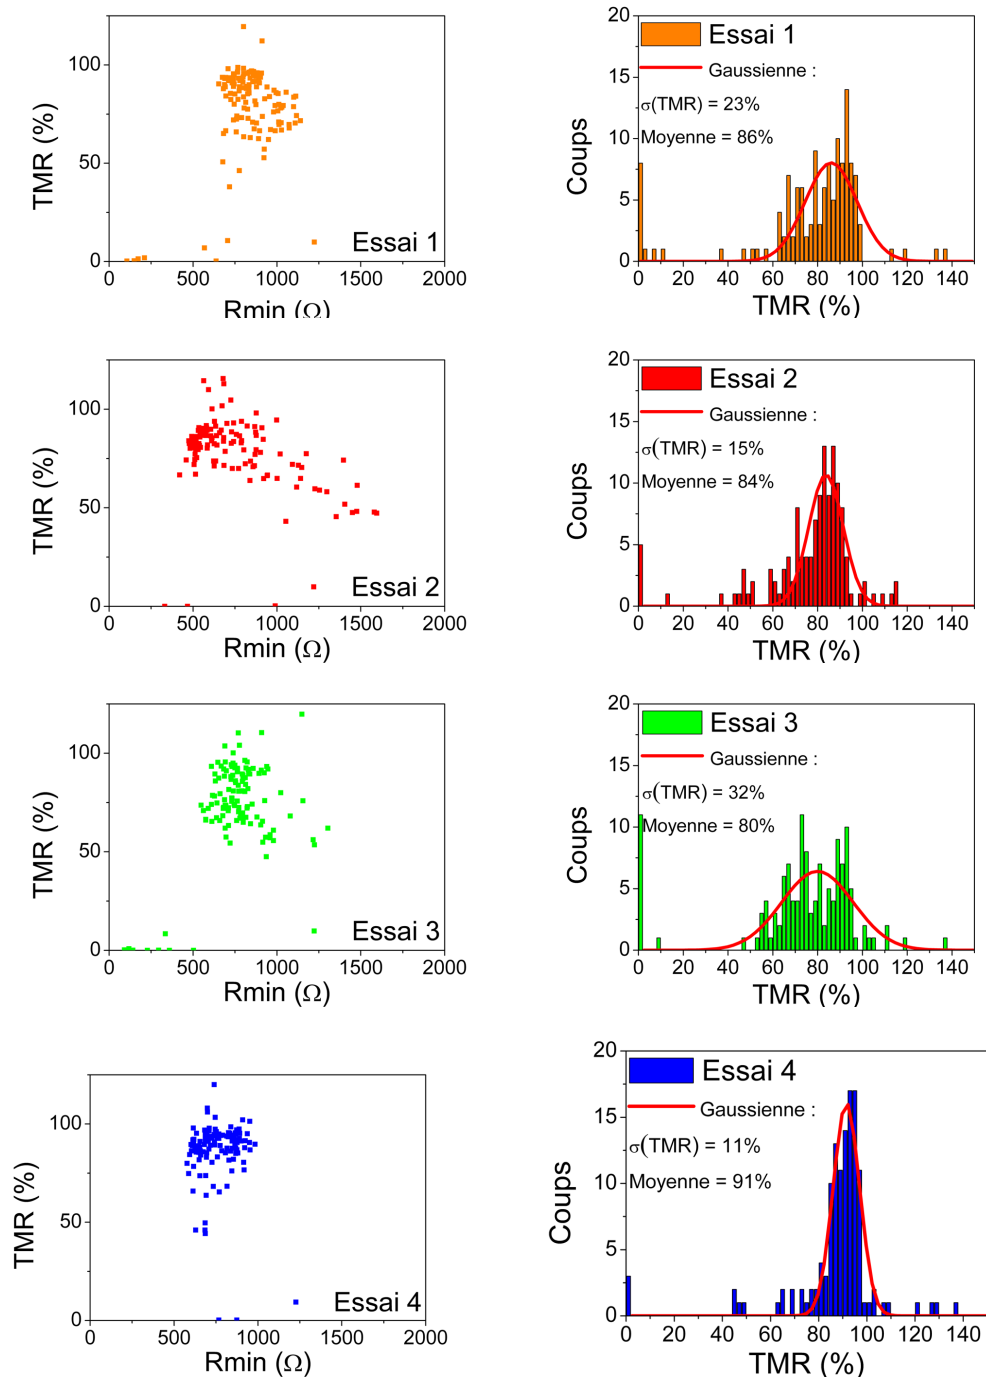 100
50
0
TMR (%)
Essai 1
0 500 1000 1500 2000
Rmin (Ω)
20
15
10
5
0
Coups
Essai 1
Gaussienne :
σ(TMR) = 23%
Moyenne = 86%
0 20 40 60 80 100 120 140
TMR (%)
100
50
0
TMR (%)
Essai 2
0 500 1000 1500 2000
Rmin (Ω)
20
15
10
5
0
Coups
Essai 2
Gaussienne :
σ(TMR) = 15%
Moyenne = 84%
0 20 40 60 80 100 120 140
TMR (%)
100
50
0
TMR (%)
Essai 3
0 500 1000 1500 2000
Rmin (Ω)
20
15
10
5
0
Coups
Essai 3
Gaussienne :
σ(TMR) = 32%
Moyenne = 80%
0 20 40 60 80 100 120 140
TMR (%)
100
50
0
TMR (%)
Essai 4
0 500 1000 1500 2000
Rmin (Ω)
20
15
10
5
0
Coups
Essai 4
Gaussienne :
σ(TMR) = 11%
Moyenne = 91%
0 20 40 60 80 100 120 140
TMR (%)